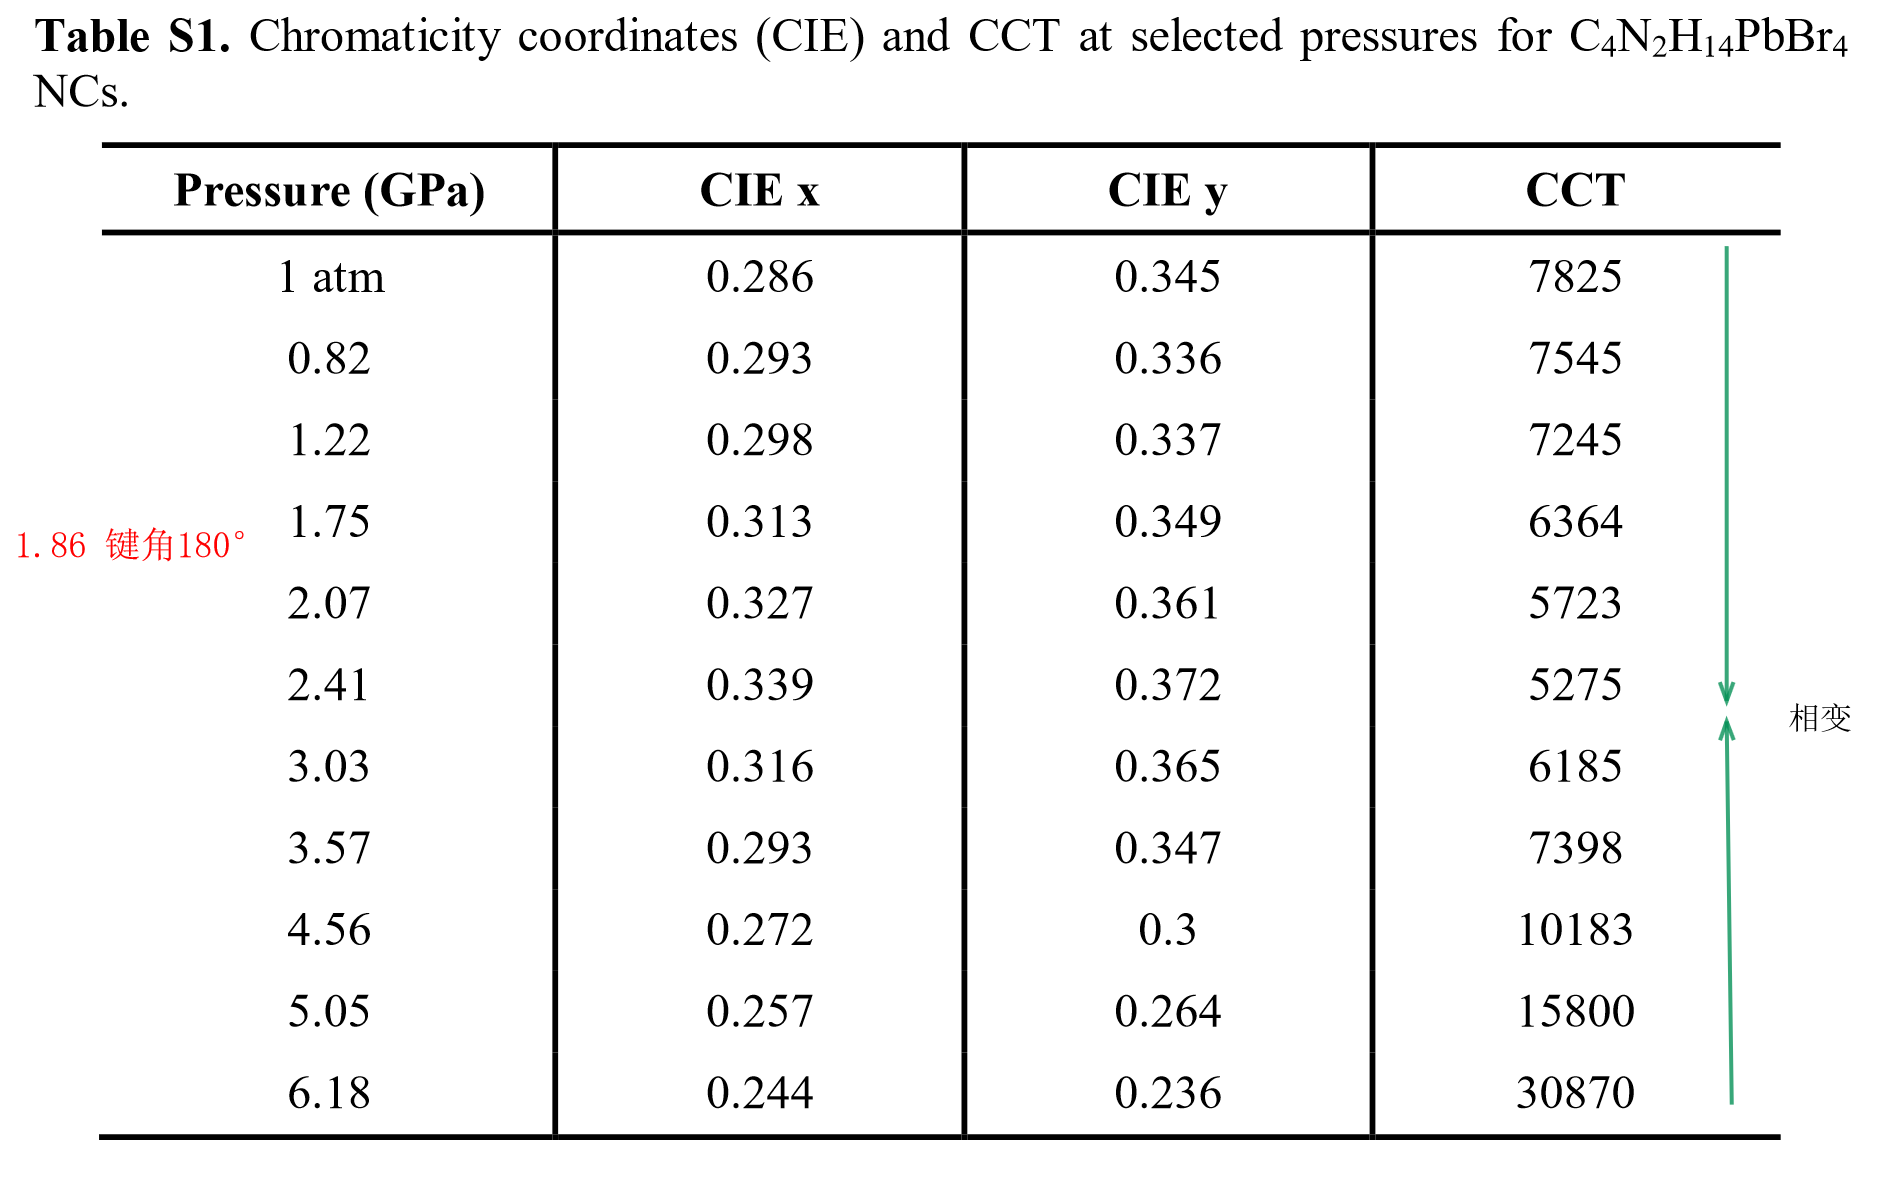 Table S1. Chromaticity coordinates (CIE) and CCT at selected pressures for C₄N₂H₁₄PbBr₄
NCs.
Pressure (GPa) CIE x CIE y CCT
1 atm 0.286 0.345 7825
0.82 0.293 0.336 7545
1.22 0.298 0.337 7245
1.75 0.313 0.349 6364
1.86 键角180°
2.07 0.327 0.361 5723
2.41 0.339 0.372 5275
相变
3.03 0.316 0.365 6185
3.57 0.293 0.347 7398
4.56 0.272 0.3 10183
5.05 0.257 0.264 15800
6.18 0.244 0.236 30870